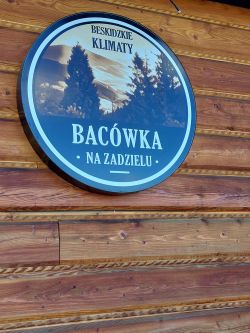 BESKIDZKIE
KLIMATY
BACÓWKA
• NA ZADZIELU •